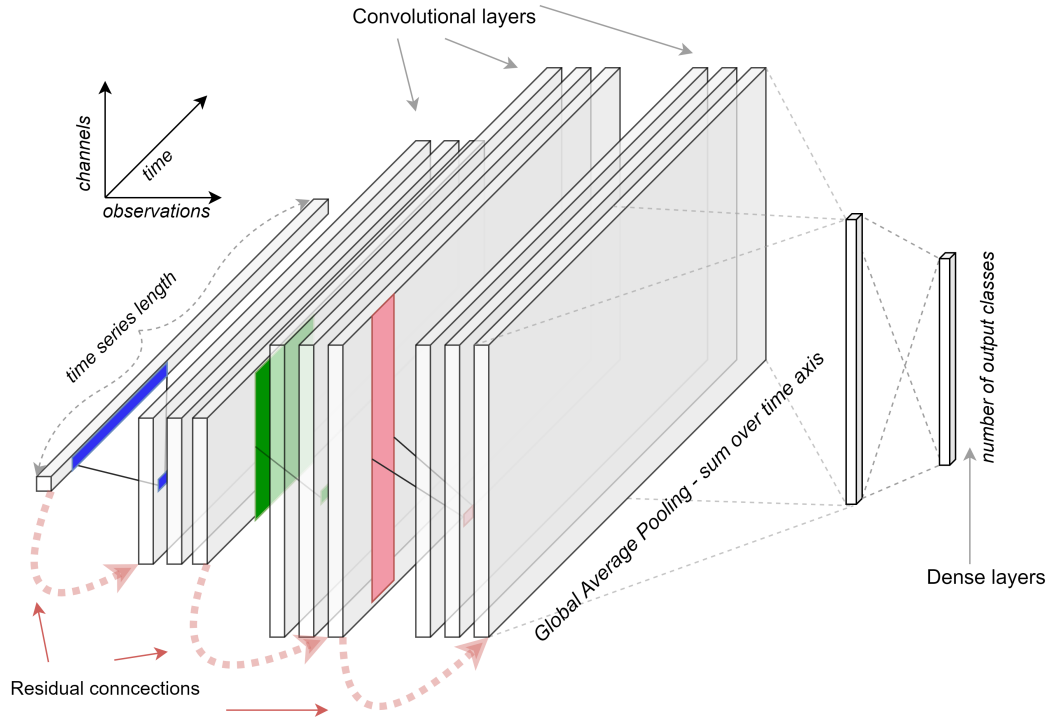 Convolutional layers
channels
time
observations
time series length
number of output classes
Global Average Pooling - sum over time axis
Dense layers
Residual conncections